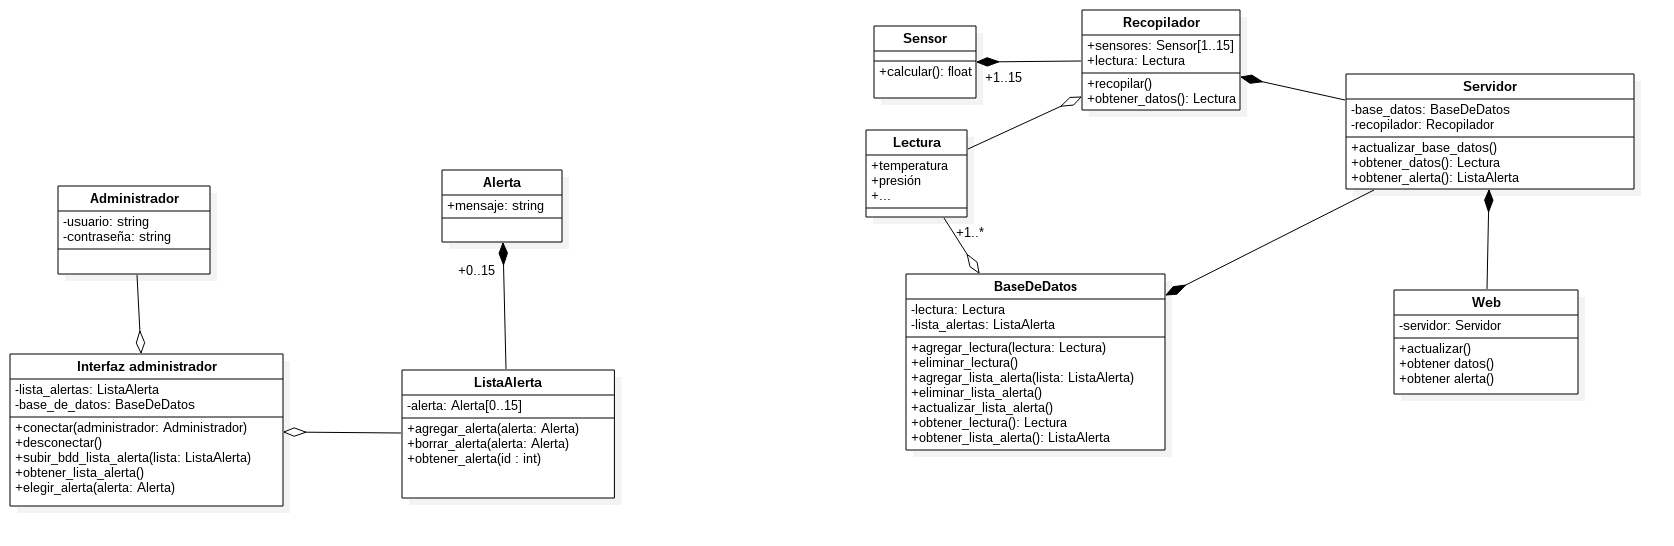 Administrador
-usuario: string
-contraseña: string
Interfaz administrador
-lista_alertas: ListaAlerta
-base_de_datos: BaseDeDatos
+conectar(administrador: Administrador)
+desconectar()
+subir_bdd_lista_alerta(lista: ListaAlerta)
+obtener_lista_alerta()
+elegir_alerta(alerta: Alerta)
Alerta
+mensaje: string
+0..15
ListaAlerta
-alerta: Alerta[0..15]
+agregar_alerta(alerta: Alerta)
+borrar_alerta(alerta: Alerta)
+obtener_alerta(id : int)
Sensor
+calcular(): float
+1..15
Recopilador
+sensores: Sensor[1..15]
+lectura: Lectura
+recopilar()
+obtener_datos(): Lectura
Lectura
+temperatura
+presión
+...
+1..*
BaseDeDatos
-lectura: Lectura
-lista_alertas: ListaAlerta
+agregar_lectura(lectura: Lectura)
+eliminar_lectura()
+agregar_lista_alerta(lista: ListaAlerta)
+eliminar_lista_alerta()
+actualizar_lista_alerta()
+obtener_lectura(): Lectura
+obtener_lista_alerta(): ListaAlerta
Servidor
-base_datos: BaseDeDatos
-recopilador: Recopilador
+actualizar_base_datos()
+obtener_datos(): Lectura
+obtener_alerta(): ListaAlerta
Web
-servidor: Servidor
+actualizar()
+obtener datos()
+obtener alerta()